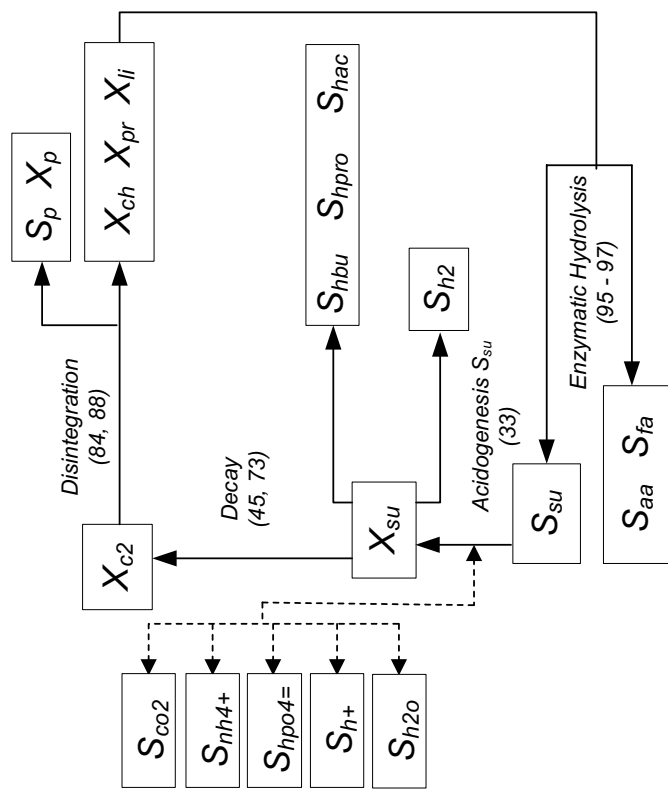 S_co2
S_nh4+
S_hpo4=
S_h+
S_h2o
X_c2
Disintegration
(84, 88)
S_p X_p
X_ch X_pr X_li
Decay
(45, 73)
X_su
S_hbu S_hpro S_hac
S_h2
Acidogenesis S_su
(33)
S_su
Enzymatic Hydrolysis
(95 - 97)
S_aa S_fa